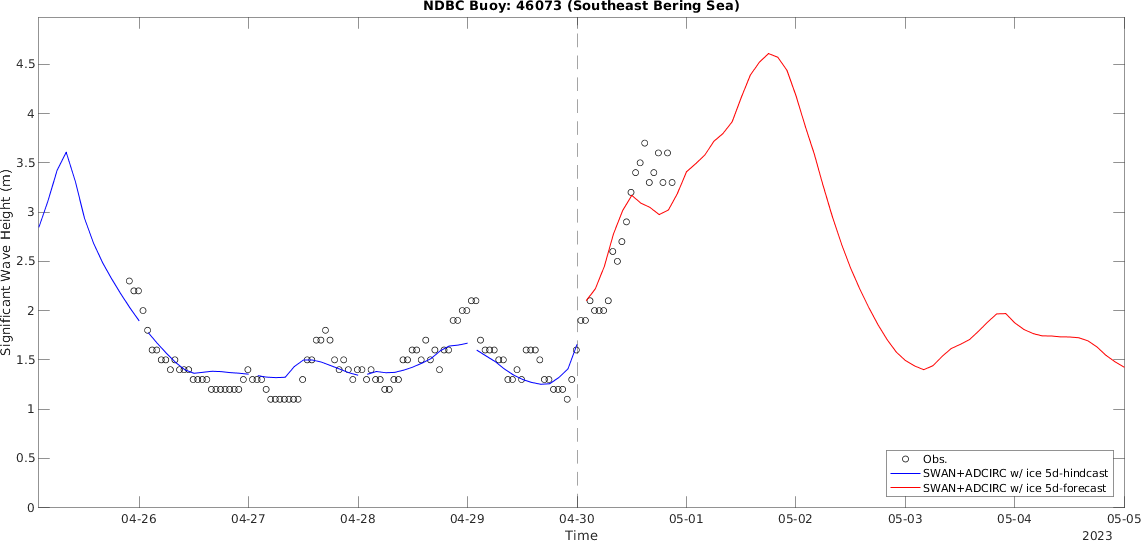 NDBC Buoy: 46073 (Southeast Bering Sea)
Significant Wave Height (m)
4.5
4
3.5
3
2.5
2
1.5
1
0.5
0
Obs.
SWAN+ADCIRC w/ ice 5d-hindcast
SWAN+ADCIRC w/ ice 5d-forecast
04-26 04-27 04-28 04-29 04-30 05-01 05-02 05-03 05-04 05-05
Time
2023